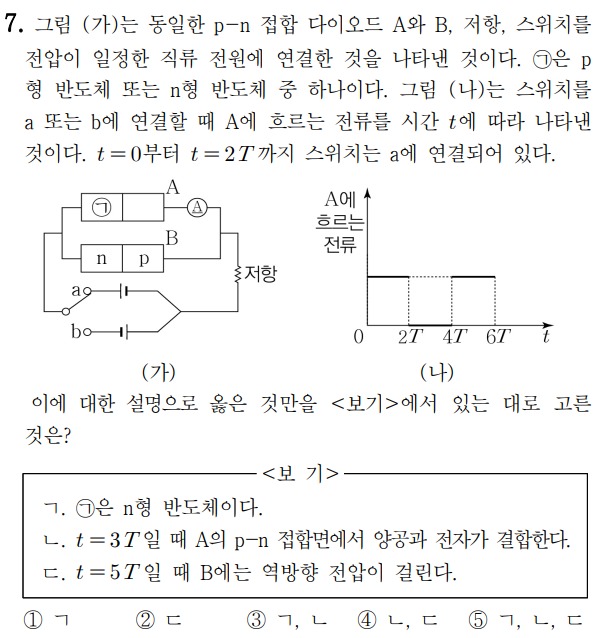 7. 그림 (가)는 동일한 p-n 접합 다이오드 A와 B, 저항, 스위치를
전압이 일정한 직류 전원에 연결한 것을 나타낸 것이다. ㉠은 p
형 반도체 또는 n형 반도체 중 하나이다. 그림 (나)는 스위치를
a 또는 b에 연결할 때 A에 흐르는 전류를 시간 t에 따라 나타낸
것이다. t=0부터 t=2T까지 스위치는 a에 연결되어 있다.
A
㉠
A
B
n p
저항
a
b
(가)
A에
흐르는
전류
0 2T 4T 6T t
(나)
이에 대한 설명으로 옳은 것만을 <보기>에서 있는 대로 고른
것은?
<보 기>
ㄱ. ㉠은 n형 반도체이다.
ㄴ. t=3T일 때 A의 p-n 접합면에서 양공과 전자가 결합한다.
ㄷ. t=5T일 때 B에는 역방향 전압이 걸린다.
① ㄱ ② ㄷ ③ ㄱ, ㄴ ④ ㄴ, ㄷ ⑤ ㄱ, ㄴ, ㄷ